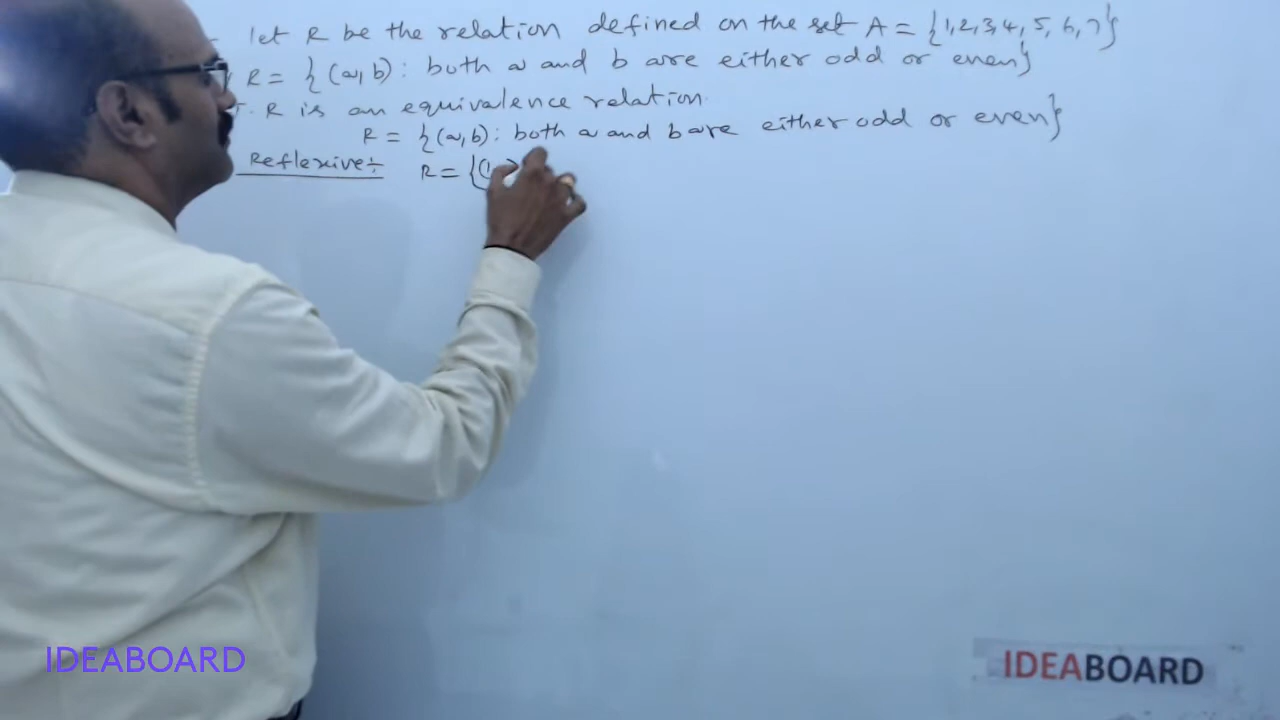 let R be the relation defined on the set A = {1, 2, 3, 4, 5, 6, 7}
R = {(a, b) : both a and b are either odd or even}
R is an equivalence relation.
R = {(a, b) : both a and b are either odd or even}
Reflexive :- R = {(1,
IDEABOARD
IDEABOARD